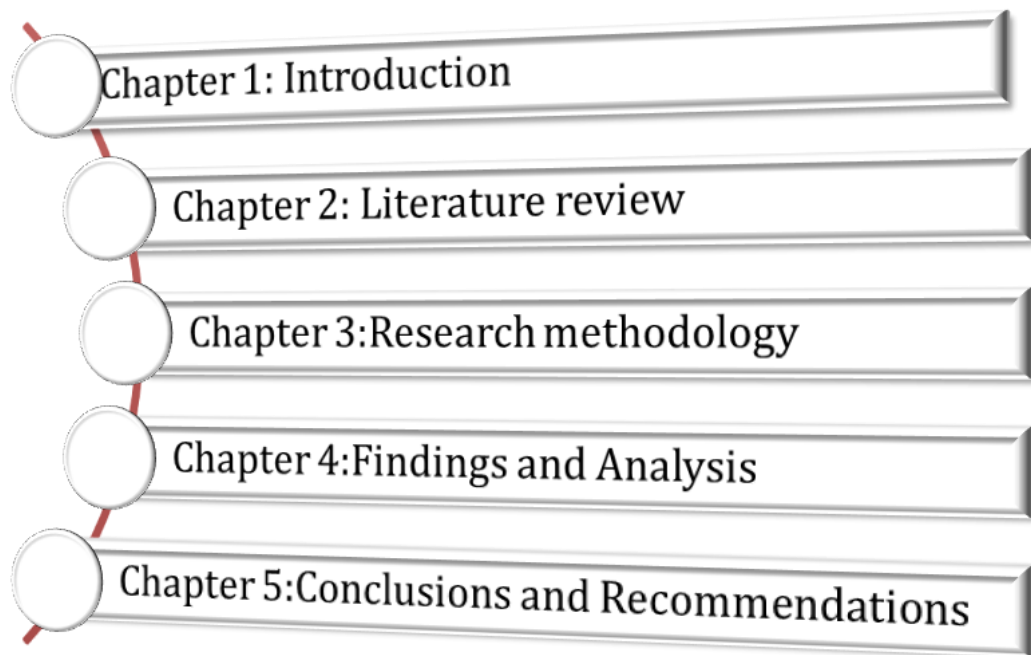 Chapter 1: Introduction
Chapter 2: Literature review
Chapter 3:Research methodology
Chapter 4:Findings and Analysis
Chapter 5:Conclusions and Recommendations